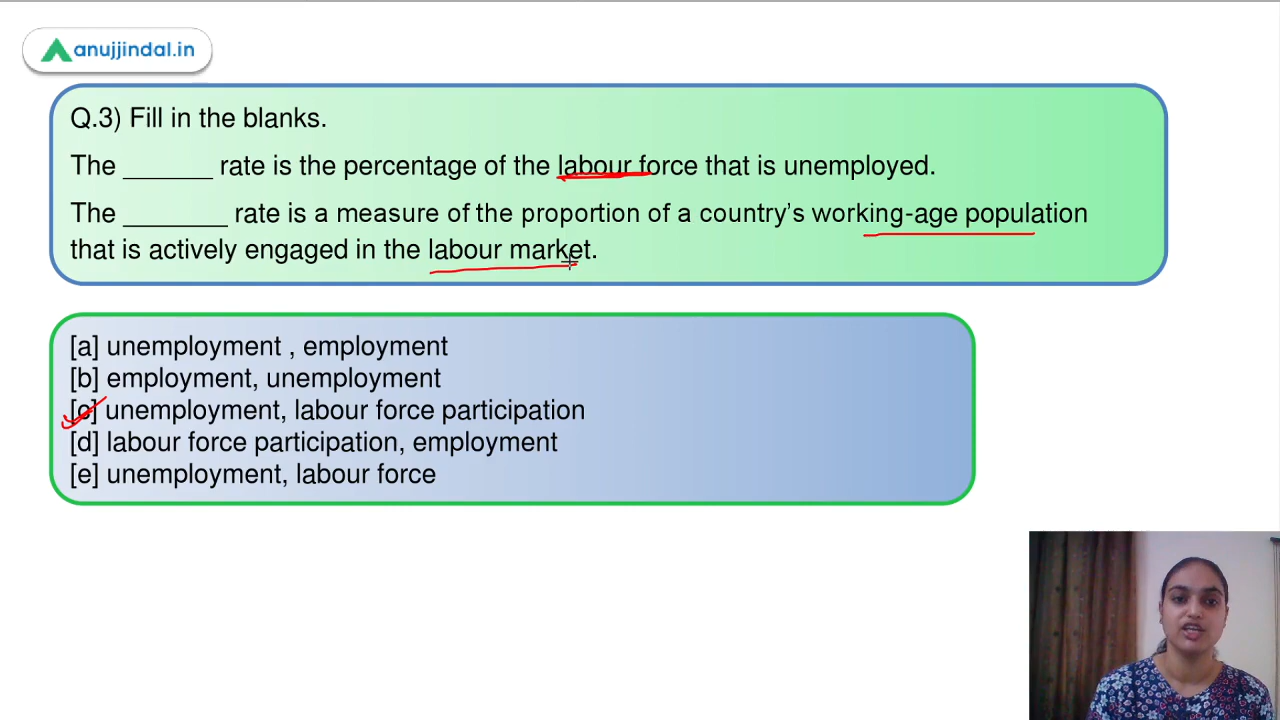 anujjindal.in
Q.3) Fill in the blanks.
The _______ rate is the percentage of the labour force that is unemployed.
The ________ rate is a measure of the proportion of a country’s working-age population
that is actively engaged in the labour market.
[a] unemployment , employment
[b] employment, unemployment
[c] unemployment, labour force participation
[d] labour force participation, employment
[e] unemployment, labour force